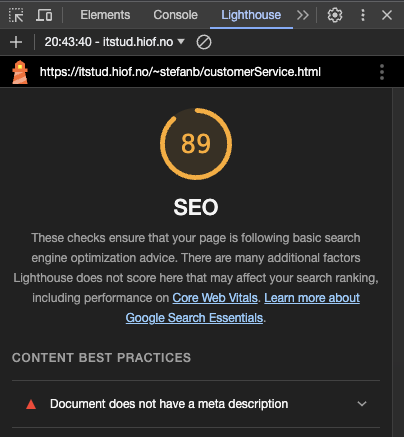 Elements Console Lighthouse
20:43:40 - itstud.hiof.no
https://itstud.hiof.no/~stefanb/customerService.html
89
SEO
These checks ensure that your page is following basic search
engine optimization advice. There are many additional factors
Lighthouse does not score here that may affect your search ranking,
including performance on Core Web Vitals. Learn more about
Google Search Essentials.
CONTENT BEST PRACTICES
Document does not have a meta description